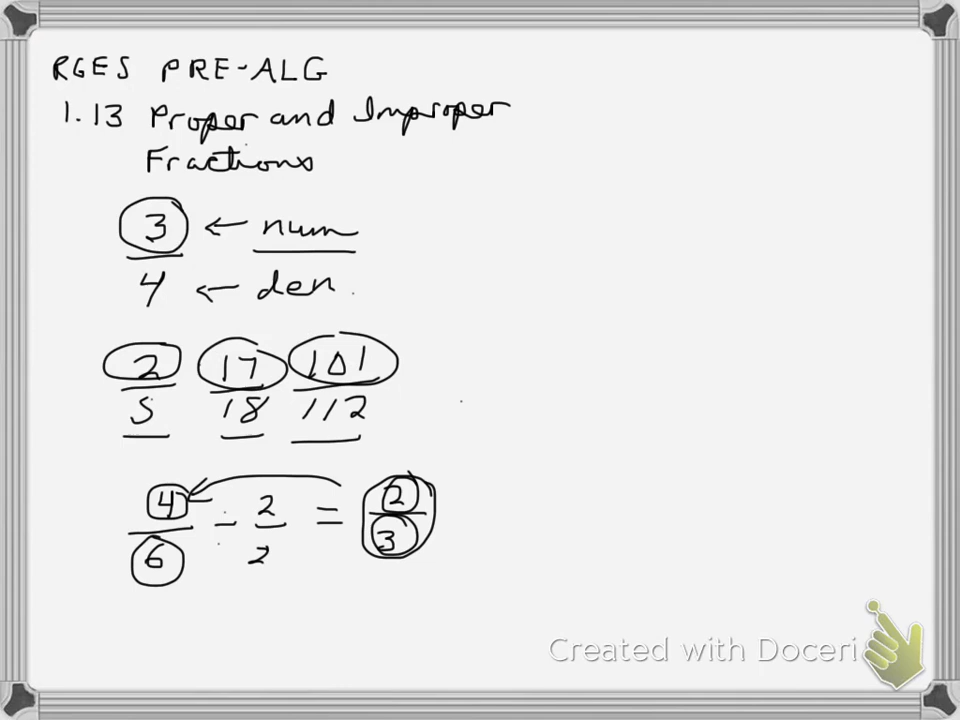 RGES PRE-ALG
1.13 Proper and Improper
Fractions
3 ← num
4 ← den.
2 17 101
5 18 112
4/6 ÷ 2/2 = 2/3
Created with Doceri